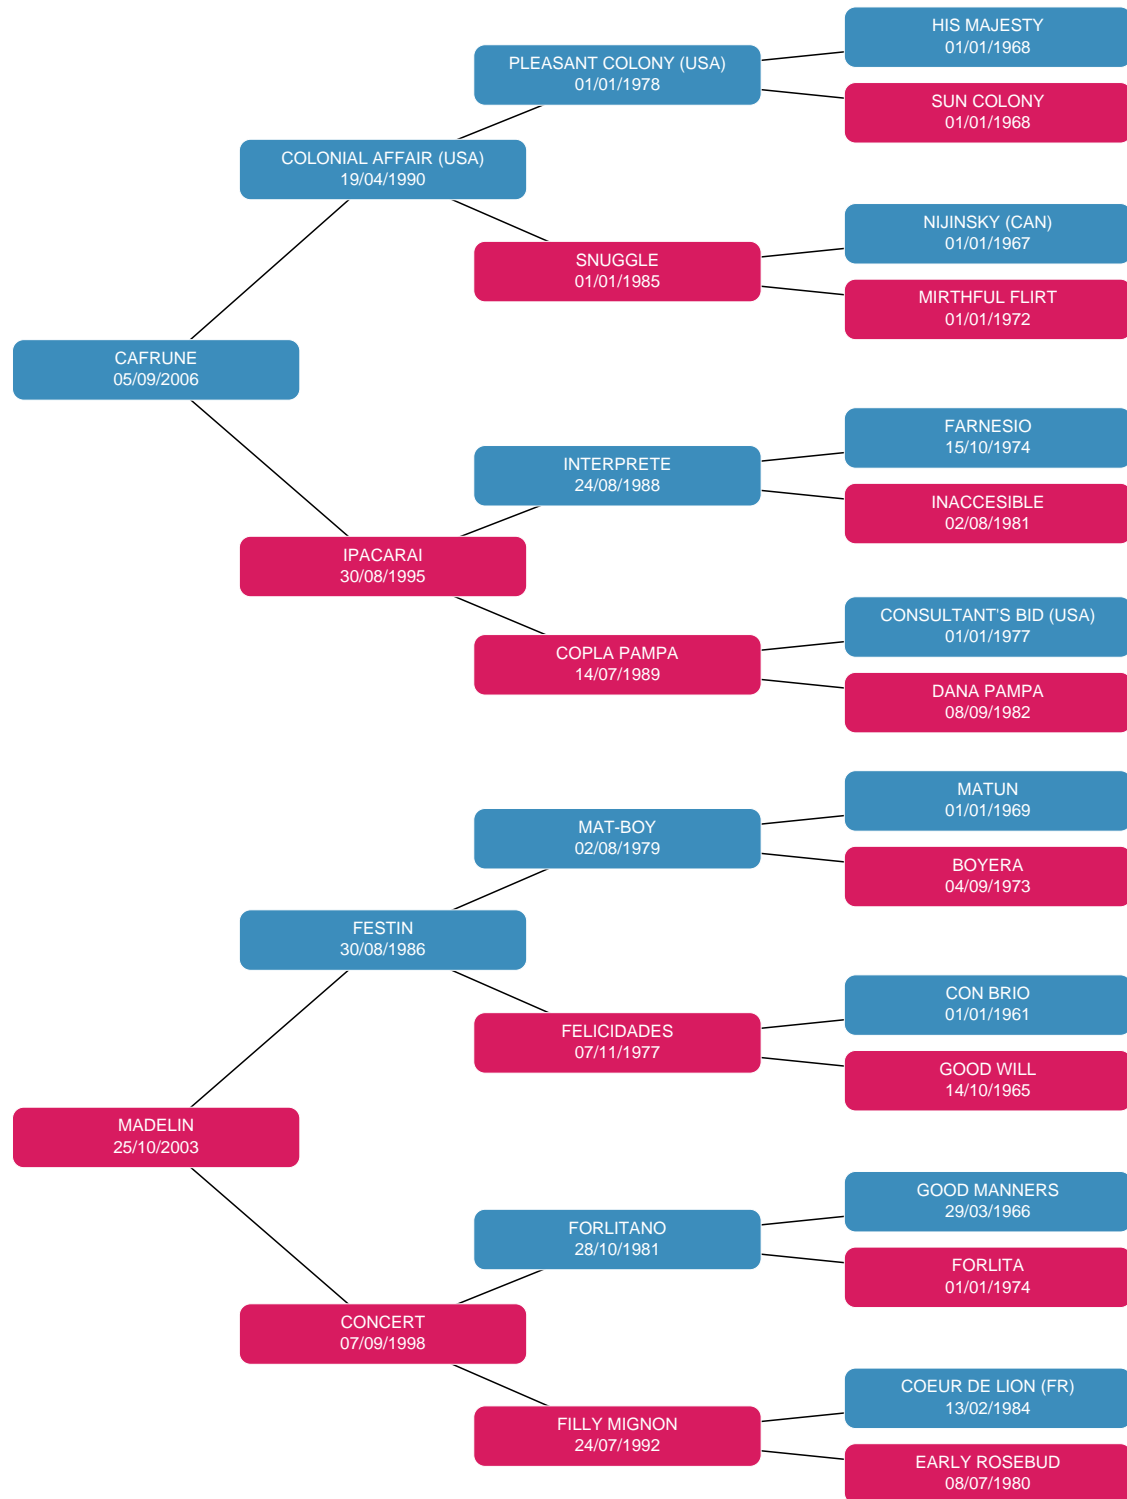 HIS MAJESTY
01/01/1968
PLEASANT COLONY (USA)
01/01/1978
SUN COLONY
01/01/1968
COLONIAL AFFAIR (USA)
19/04/1990
NIJINSKY (CAN)
01/01/1967
SNUGGLE
01/01/1985
MIRTHFUL FLIRT
01/01/1972
CAFRUNE
05/09/2006
FARNESIO
15/10/1974
INTERPRETE
24/08/1988
INACCESIBLE
02/08/1981
IPACARAI
30/08/1995
CONSULTANT'S BID (USA)
01/01/1977
COPLA PAMPA
14/07/1989
DANA PAMPA
08/09/1982
MATUN
01/01/1969
MAT-BOY
02/08/1979
BOYERA
04/09/1973
FESTIN
30/08/1986
CON BRIO
01/01/1961
FELICIDADES
07/11/1977
GOOD WILL
14/10/1965
MADELIN
25/10/2003
GOOD MANNERS
29/03/1966
FORLITANO
28/10/1981
FORLITA
01/01/1974
CONCERT
07/09/1998
COEUR DE LION (FR)
13/02/1984
FILLY MIGNON
24/07/1992
EARLY ROSEBUD
08/07/1980